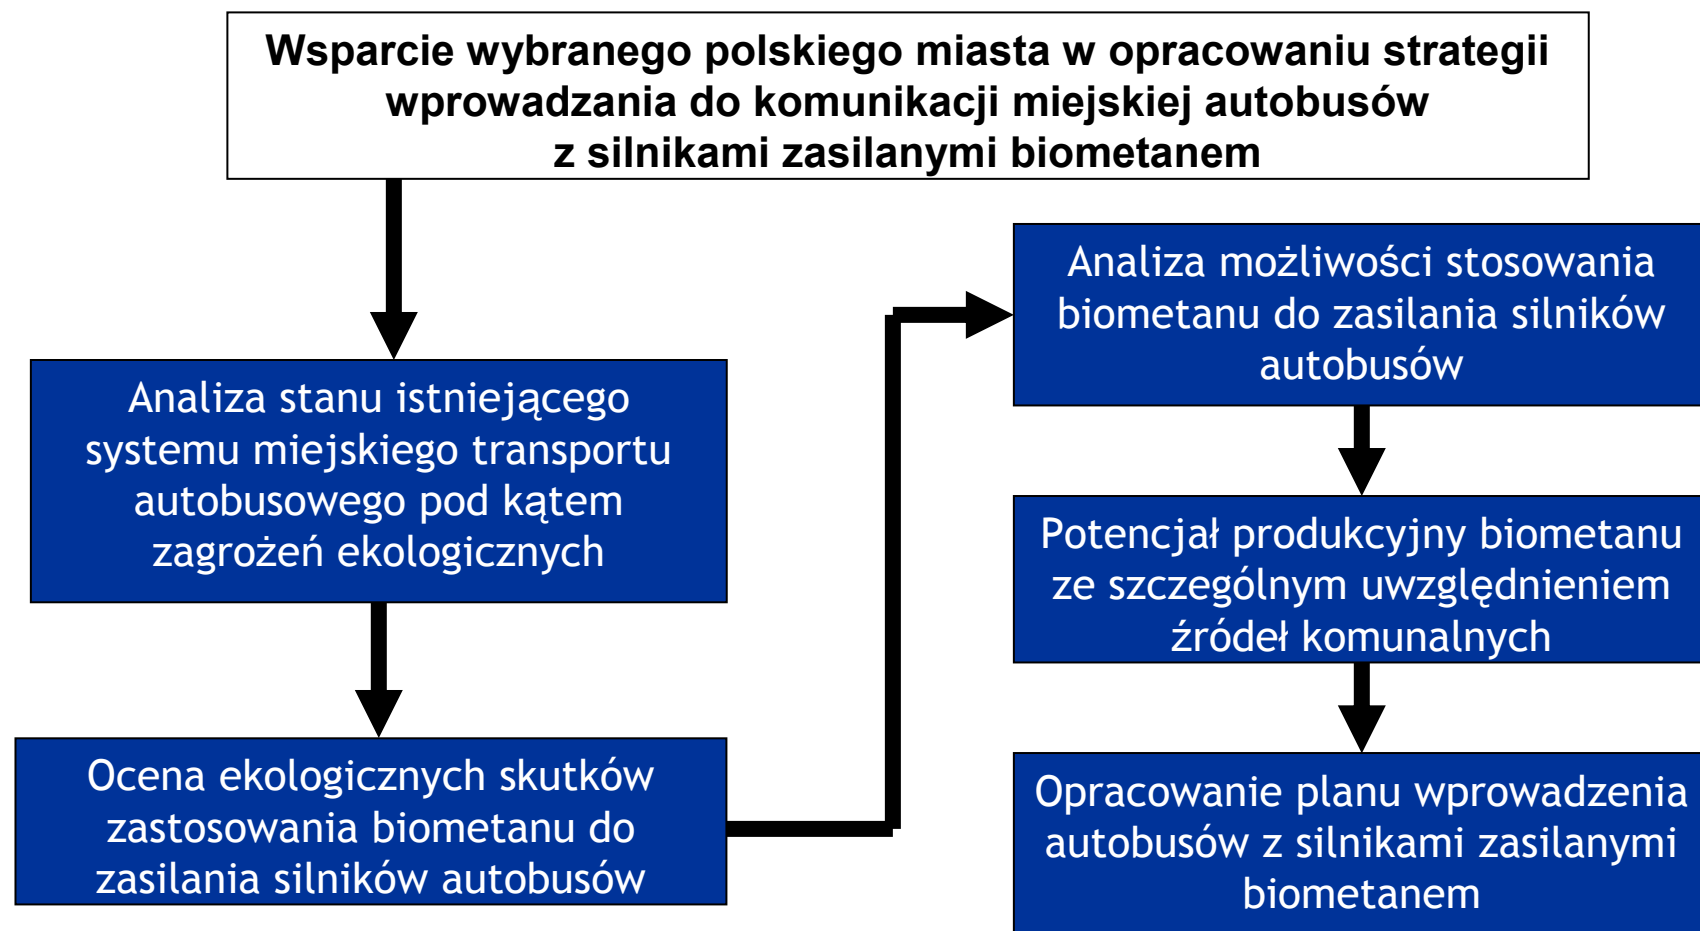 Wsparcie wybranego polskiego miasta w opracowaniu strategii
wprowadzania do komunikacji miejskiej autobusów
z silnikami zasilanymi biometanem
Analiza stanu istniejącego
systemu miejskiego transportu
autobusowego pod kątem
zagrożeń ekologicznych
Ocena ekologicznych skutków
zastosowania biometanu do
zasilania silników autobusów
Analiza możliwości stosowania
biometanu do zasilania silników
autobusów
Potencjał produkcyjny biometanu
ze szczególnym uwzględnieniem
źródeł komunalnych
Opracowanie planu wprowadzenia
autobusów z silnikami zasilanymi
biometanem